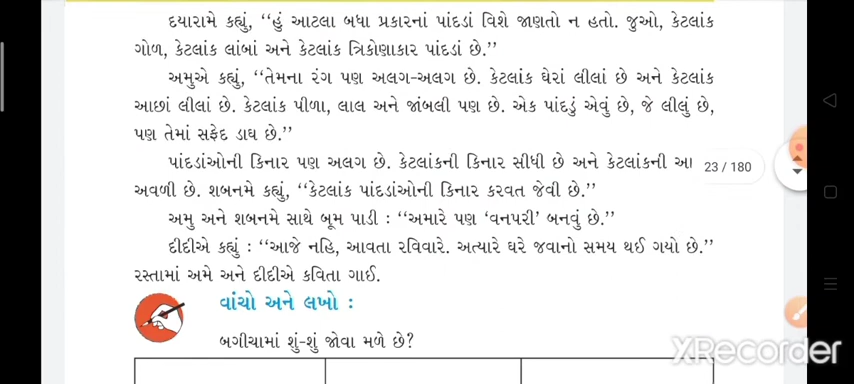 દયારામે કહ્યું, “હું આટલા બધા પ્રકારનાં પાંદડાં વિશે જાણતો ન હતો. જુઓ, કેટલાંક
ગોળ, કેટલાંક લાંબાં અને કેટલાંક ત્રિકોણાકાર પાંદડાં છે.”
અમુએ કહ્યું, “તેમના રંગ પણ અલગ-અલગ છે. કેટલાંક ઘેરાં લીલાં છે અને કેટલાંક
આછાં લીલાં છે. કેટલાંક પીળા, લાલ અને જાંબલી પણ છે. એક પાંદડું એવું છે, જે લીલું છે,
પણ તેમાં સફેદ ડાઘ છે.”
પાંદડાંઓની કિનાર પણ અલગ છે. કેટલાંકની કિનાર સીધી છે અને કેટલાંકની આ
અવળી છે. શબનમે કહ્યું, “કેટલાંક પાંદડાંઓની કિનાર કરવત જેવી છે.”
23 / 180
અમુ અને શબનમે સાથે બૂમ પાડી : “અમારે પણ ‘વનપરી’ બનવું છે.”
દીદીએ કહ્યું : “આજે નહિ, આવતા રવિવારે. અત્યારે ઘરે જવાનો સમય થઈ ગયો છે.”
રસ્તામાં અમે અને દીદીએ કવિતા ગાઈ.
વાંચો અને લખો :
બગીચામાં શું-શું જોવા મળે છે?
XRecorder